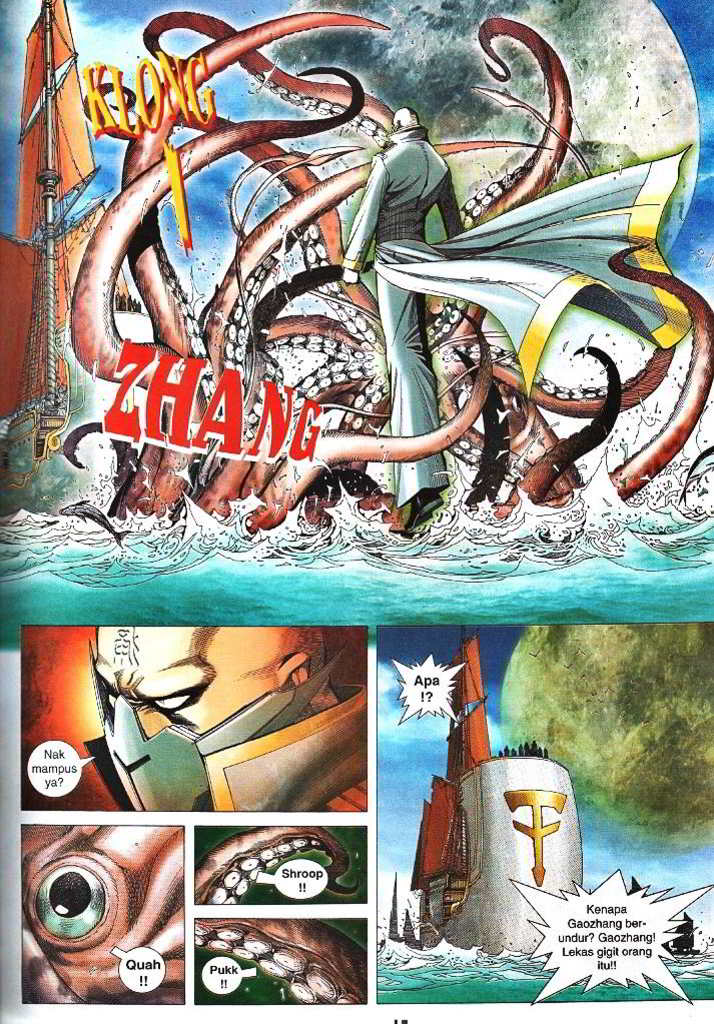 KLONG
!
ZHANG
Nak
mampus
ya?
Quah
!!
Shroop
!!
Pukk
!!
Apa
!?
Kenapa
Gaozhang ber-
undur? Gaozhang!
Lekas gigit orang
itu!!